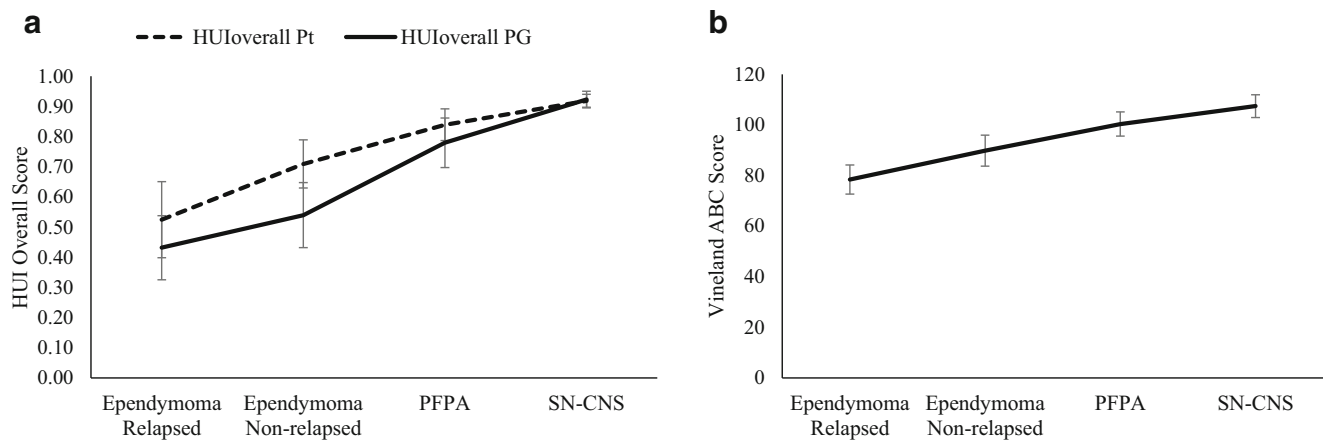 a
HUIoverall Pt
HUIoverall PG
HUI Overall Score
1.00
0.90
0.80
0.70
0.60
0.50
0.40
0.30
0.20
0.10
0.00
Ependymoma
Relapsed
Ependymoma
Non-relapsed
PFPA
SN-CNS
b
Vineland ABC Score
120
100
80
60
40
20
0
Ependymoma
Relapsed
Ependymoma
Non-relapsed
PFPA
SN-CNS